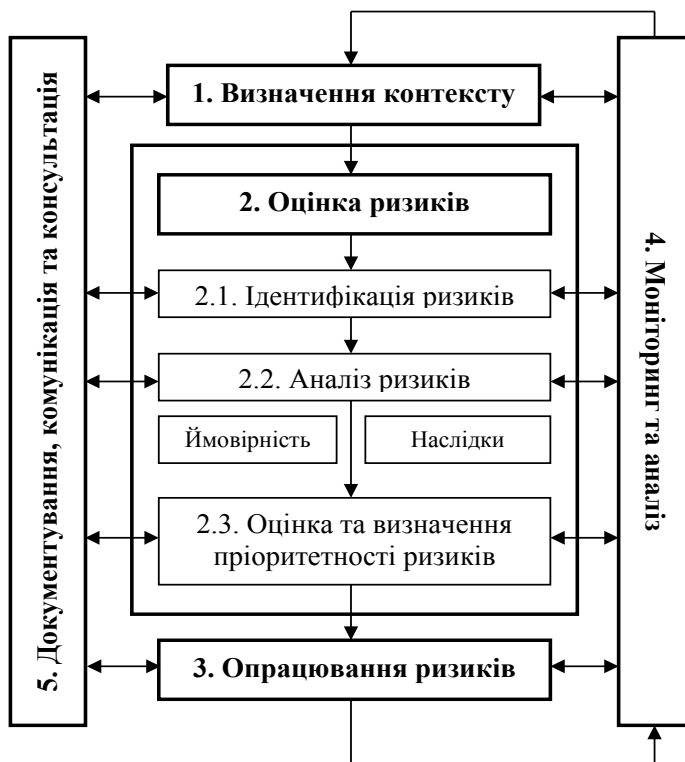 5. Документування, комунікація та консультація
1. Визначення контексту
2. Оцінка ризиків
2.1. Ідентифікація ризиків
2.2. Аналіз ризиків
Ймовірність
Наслідки
2.3. Оцінка та визначення
пріоритетності ризиків
3. Опрацювання ризиків
4. Моніторинг та аналіз